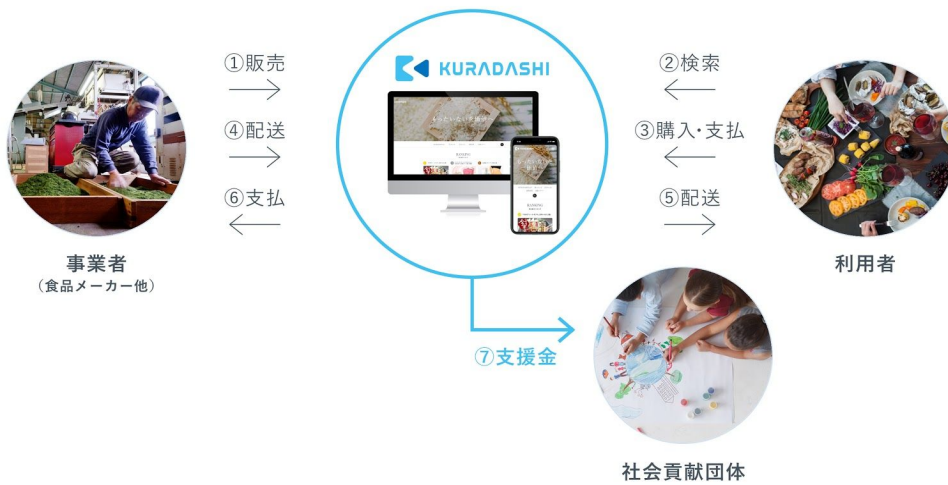 KURADASHI
①販売
④配送
⑥支払
②検索
③購入・支払
⑤配送
事業者
(食品メーカー他)
利用者
⑦支援金
社会貢献団体